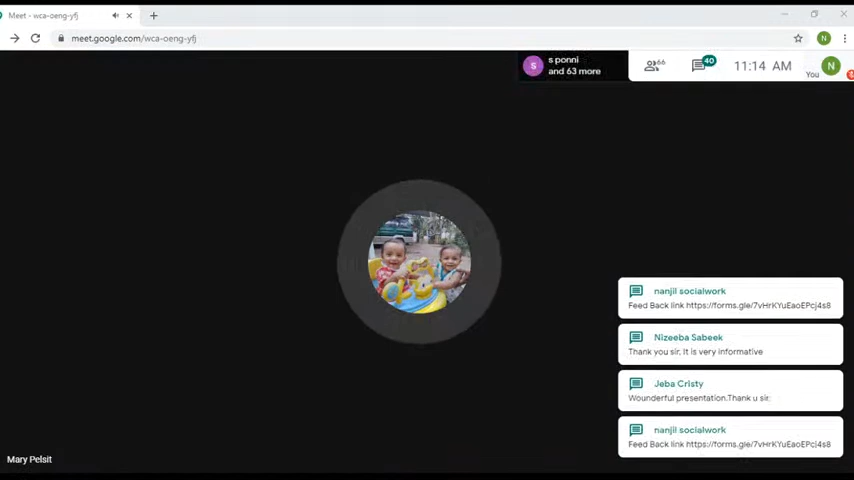 Meet - wca-oeng-yfj
meet.google.com/wca-oeng-yfj
N
S
s ponni
and 63 more
66
40
11:14 AM
You
N
nanjil socialwork
Feed Back link https://forms.gle/7vHrKYuEaoEPcj4s8
Nizeeba Sabeek
Thank you sir, It is very informative
Jeba Cristy
Wounderful presentation.Thank u sir.
nanjil socialwork
Feed Back link https://forms.gle/7vHrKYuEaoEPcj4s8
Mary Pelsit